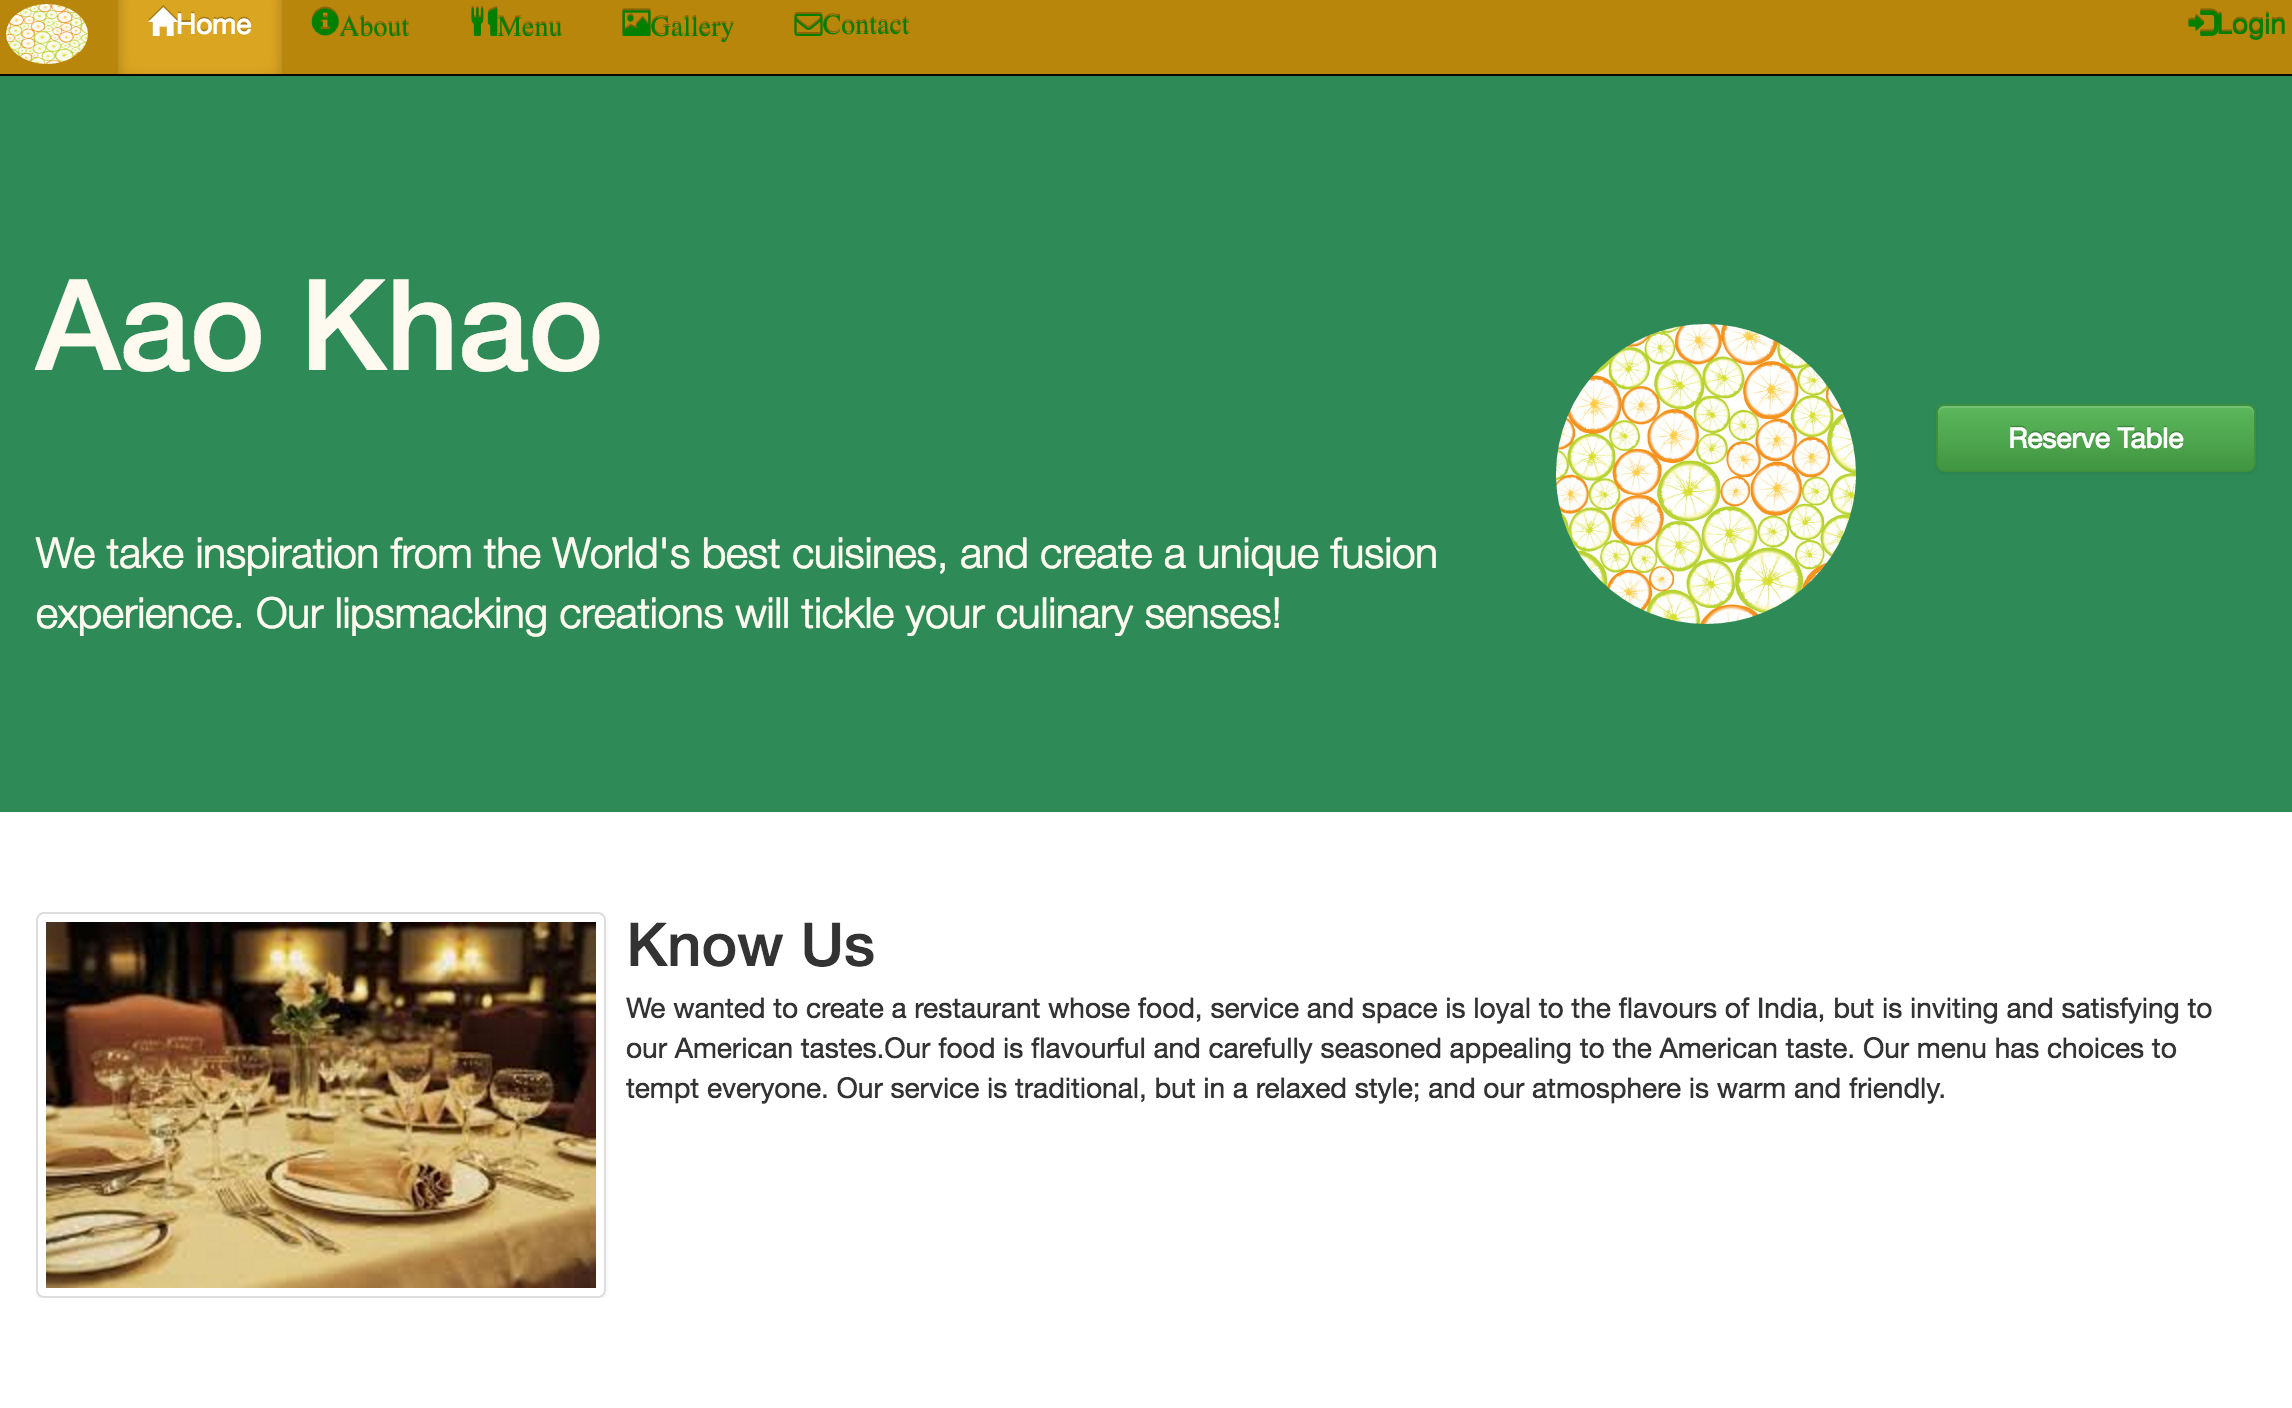 Home About Menu Gallery Contact Login
Aao Khao
Reserve Table
We take inspiration from the World's best cuisines, and create a unique fusion
experience. Our lipsmacking creations will tickle your culinary senses!
Know Us
We wanted to create a restaurant whose food, service and space is loyal to the flavours of India, but is inviting and satisfying to
our American tastes.Our food is flavourful and carefully seasoned appealing to the American taste. Our menu has choices to
tempt everyone. Our service is traditional, but in a relaxed style; and our atmosphere is warm and friendly.